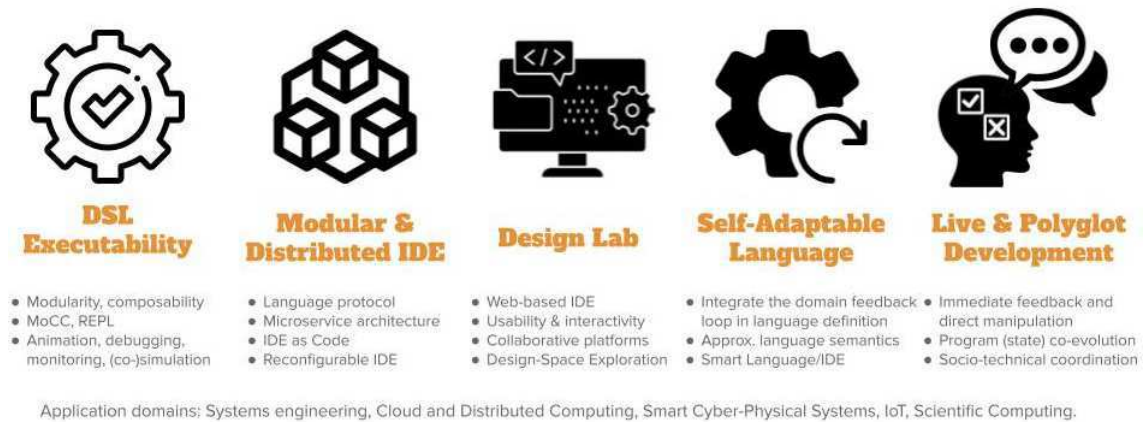 </>
DSL
Executability
Modular &
Distributed IDE
Design Lab
Self-Adaptable
Language
Live & Polyglot
Development
● Modularity, composability
● MoCC, REPL
● Animation, debugging,
monitoring, (co-)simulation
● Language protocol
● Microservice architecture
● IDE as Code
● Reconfigurable IDE
● Web-based IDE
● Usability & interactivity
● Collaborative platforms
● Design-Space Exploration
● Integrate the domain feedback
loop in language definition
● Approx. language semantics
● Smart Language/IDE
● Immediate feedback and
direct manipulation
● Program (state) co-evolution
● Socio-technical coordination
Application domains: Systems engineering, Cloud and Distributed Computing, Smart Cyber-Physical Systems, IoT, Scientific Computing.